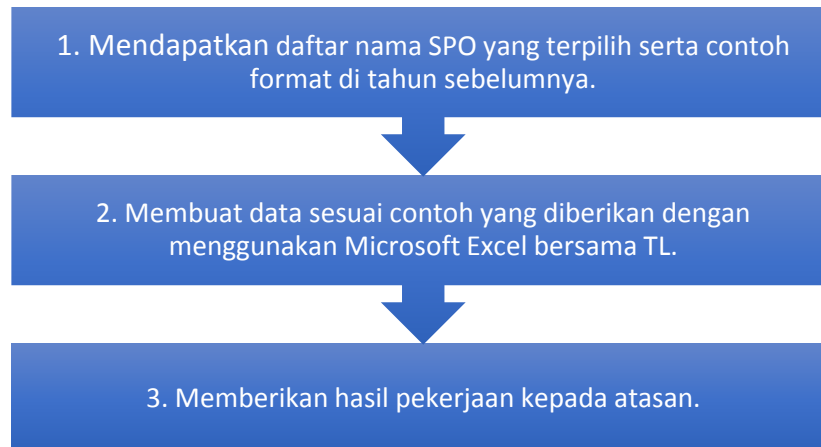 1. Mendapatkan daftar nama SPO yang terpilih serta contoh
format di tahun sebelumnya.
2. Membuat data sesuai contoh yang diberikan dengan
menggunakan Microsoft Excel bersama TL.
3. Memberikan hasil pekerjaan kepada atasan.